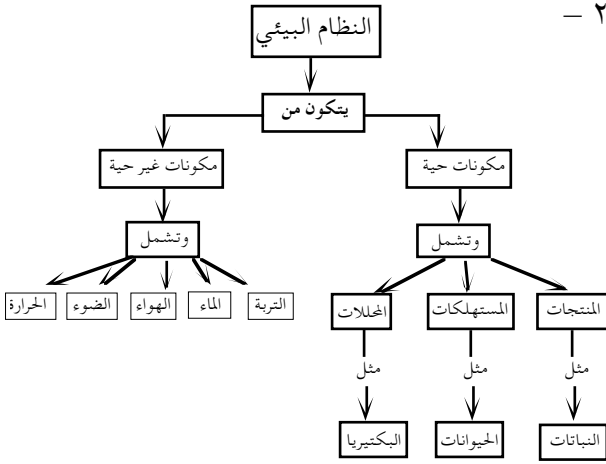 ٢ –
النظام البيئي
يتكون من
مكونات حية
مكونات غير حية
وتشمل
وتشمل
المنتجات
المستهلكات
المحللات
التربة
الماء
الهواء
الضوء
الحرارة
مثل
مثل
مثل
النباتات
الحيوانات
البكتيريا